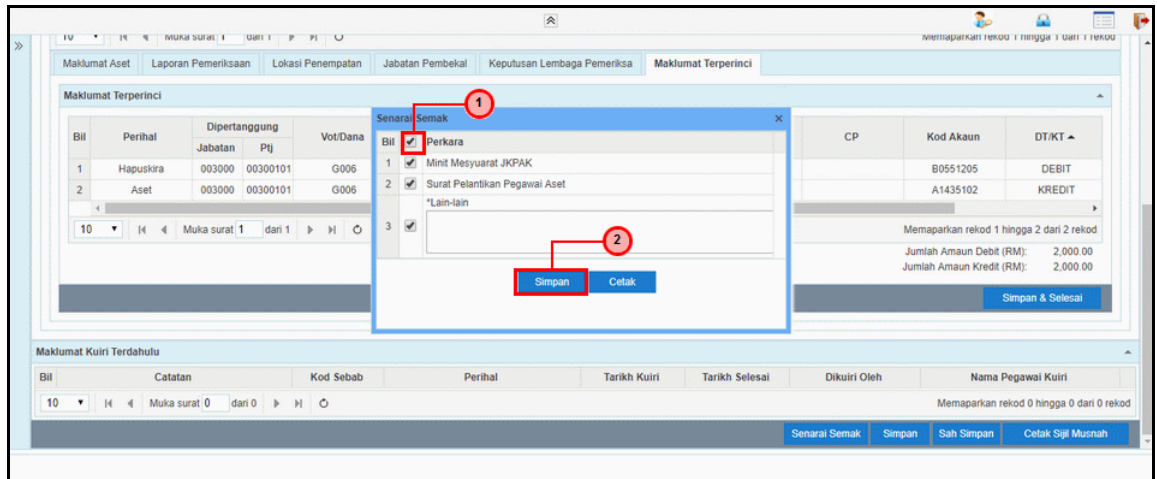 10 Muka surat 1 dari 1 Memaparkan rekod 1 hingga 1 dari 1 rekod
Maklumat Aset Laporan Pemeriksaan Lokasi Penempatan Jabatan Pembekal Keputusan Lembaga Pemeriksa Maklumat Terperinci
Maklumat Terperinci
Bil Perihal Dipertanggung Vot/Dana CP Kod Akaun DT/KT
Jabatan Ptj
1 Hapuskira 003000 00300101 G006 B0551205 DEBIT
2 Aset 003000 00300101 G006 A1435102 KREDIT
10 Muka surat 1 dari 1 Memaparkan rekod 1 hingga 2 dari 2 rekod
Jumlah Amaun Debit (RM): 2,000.00
Jumlah Amaun Kredit (RM): 2,000.00
Simpan & Selesai
1
Senarai Semak ×
Bil Perkara
1 Minit Mesyuarat JKPAK
2 Surat Pelantikan Pegawai Aset
3 *Lain-lain
2
Simpan Cetak
Maklumat Kuiri Terdahulu
Bil Catatan Kod Sebab Perihal Tarikh Kuiri Tarikh Selesai Dikuiri Oleh Nama Pegawai Kuiri
10 Muka surat 0 dari 0 Memaparkan rekod 0 hingga 0 dari 0 rekod
Senarai Semak Simpan Sah Simpan Cetak Sijil Musnah